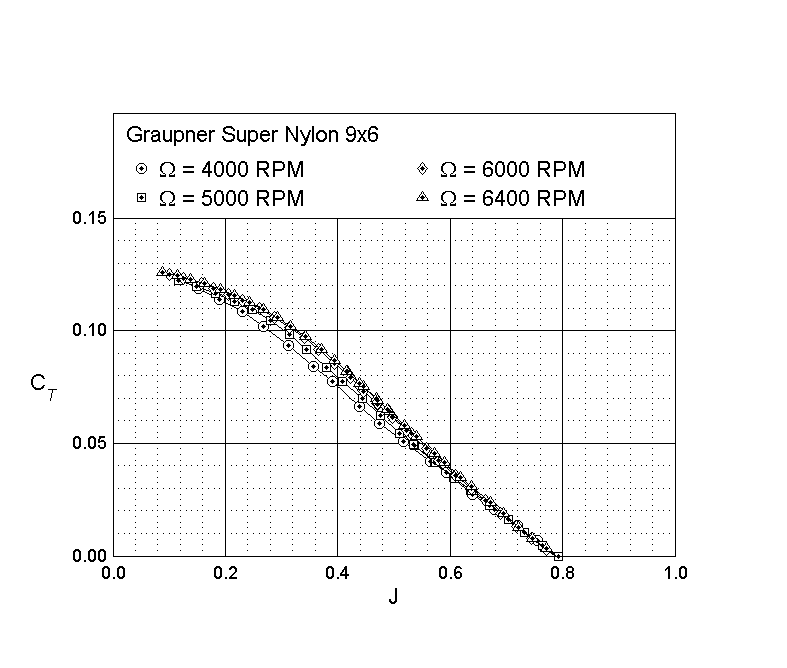 Graupner Super Nylon 9x6
Ω = 4000 RPM
Ω = 6000 RPM
Ω = 5000 RPM
Ω = 6400 RPM
0.15
0.10
C_T
0.05
0.00
0.0 0.2 0.4 0.6 0.8 1.0
J